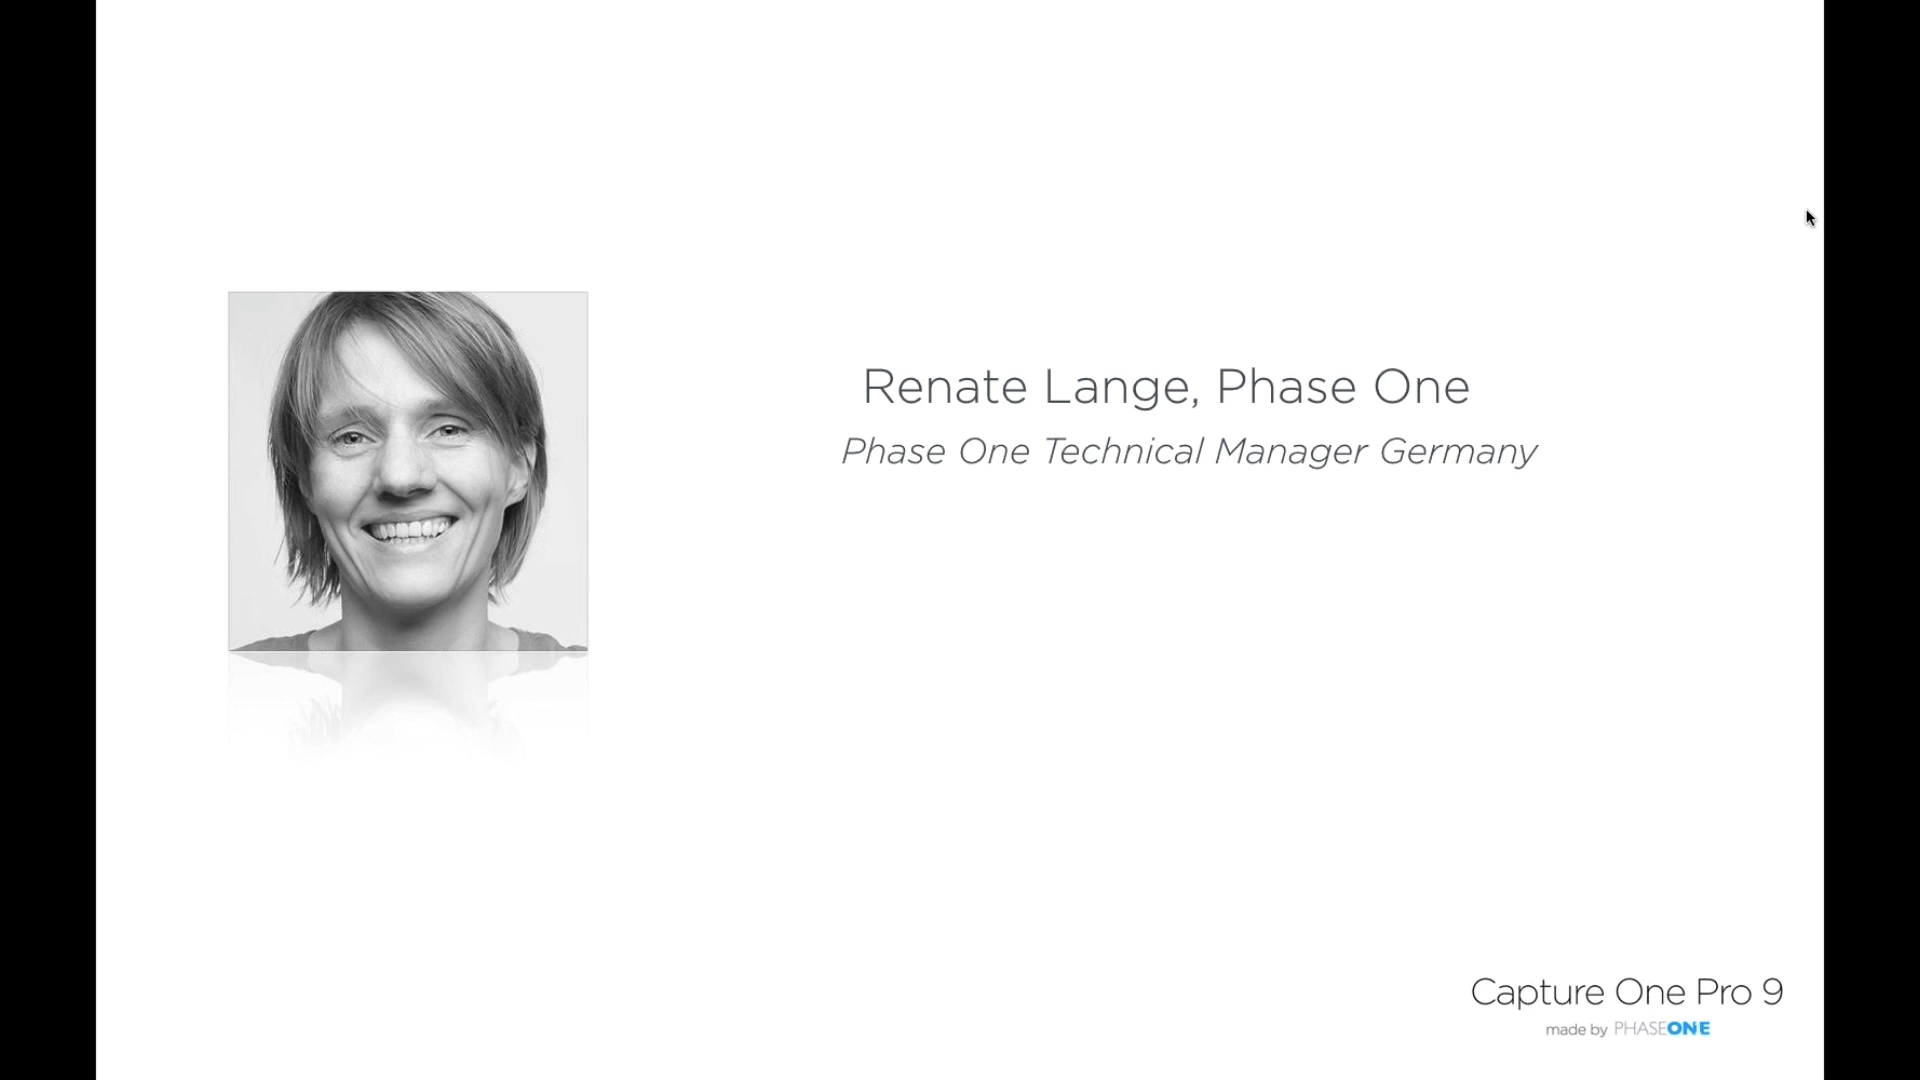 Renate Lange, Phase One
Phase One Technical Manager Germany
Capture One Pro 9
made by PHASEONE